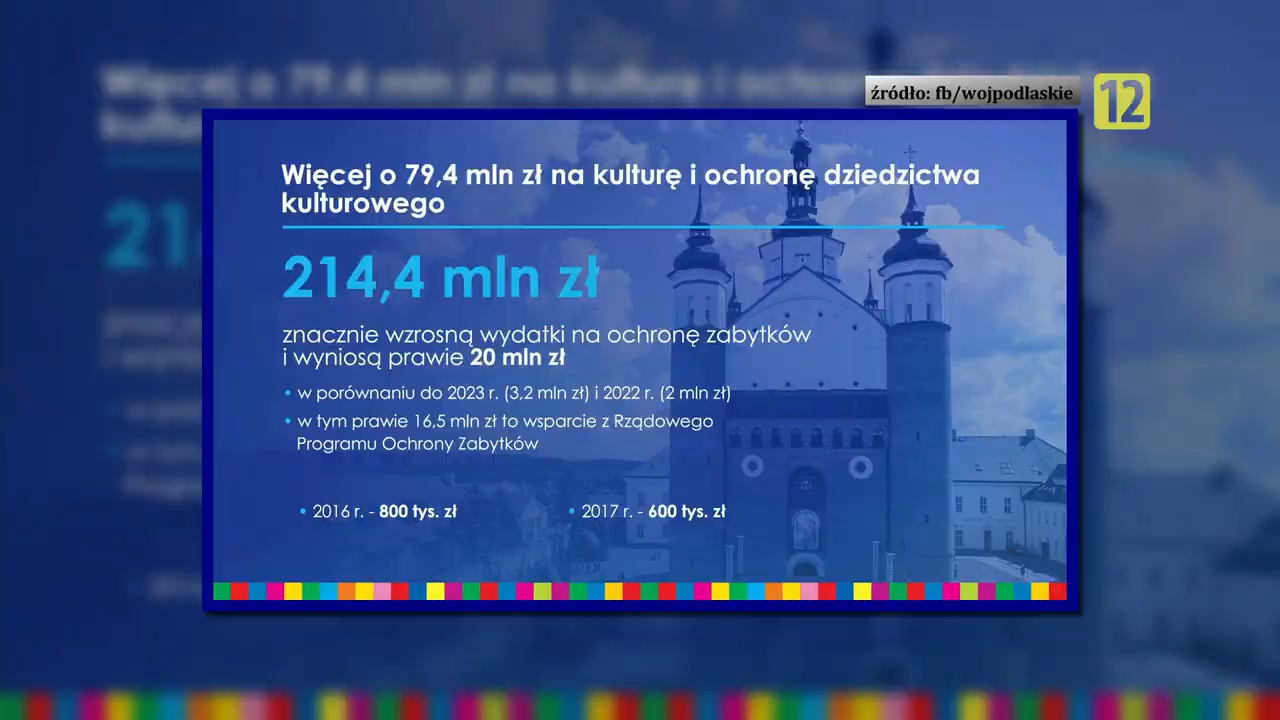 źródło: fb/wojpodlaskie
12
Więcej o 79,4 mln zł na kulturę i ochronę dziedzictwa
kulturowego
214,4 mln zł
znacznie wzrosną wydatki na ochronę zabytków
i wyniosą prawie 20 mln zł
• w porównaniu do 2023 r. (3,2 mln zł) i 2022 r. (2 mln zł)
• w tym prawie 16,5 mln zł to wsparcie z Rządowego
Programu Ochrony Zabytków
• 2016 r. - 800 tys. zł
• 2017 r. - 600 tys. zł